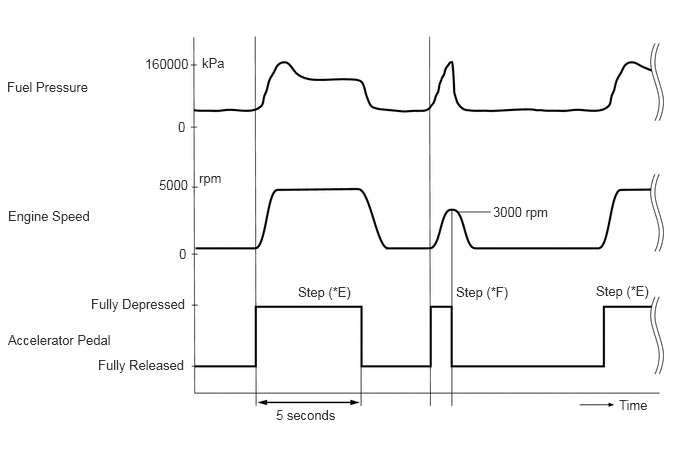 160000
kPa
Fuel Pressure
0
5000
rpm
Engine Speed
3000 rpm
0
Step (*E)
Step (*F)
Step (*E)
Fully Depressed
Accelerator Pedal
Fully Released
5 seconds
Time